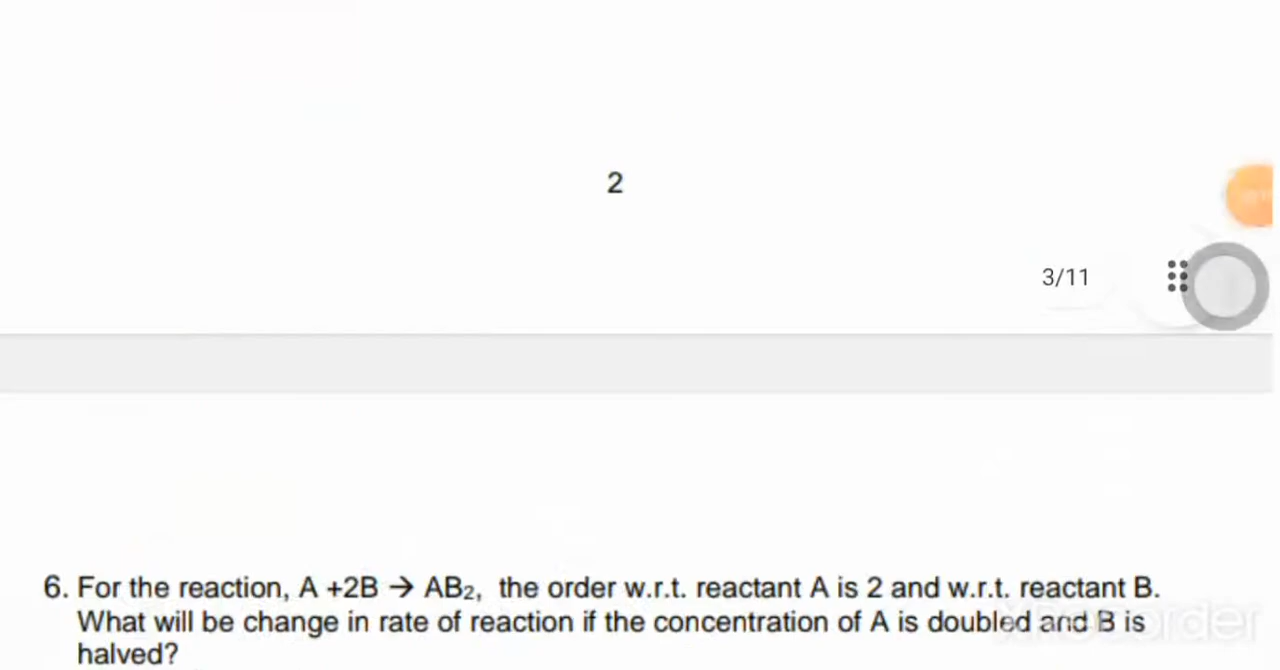 2
3/11
6. For the reaction, A +2B → AB₂, the order w.r.t. reactant A is 2 and w.r.t. reactant B.
What will be change in rate of reaction if the concentration of A is doubled and B is
halved?
XRecorder